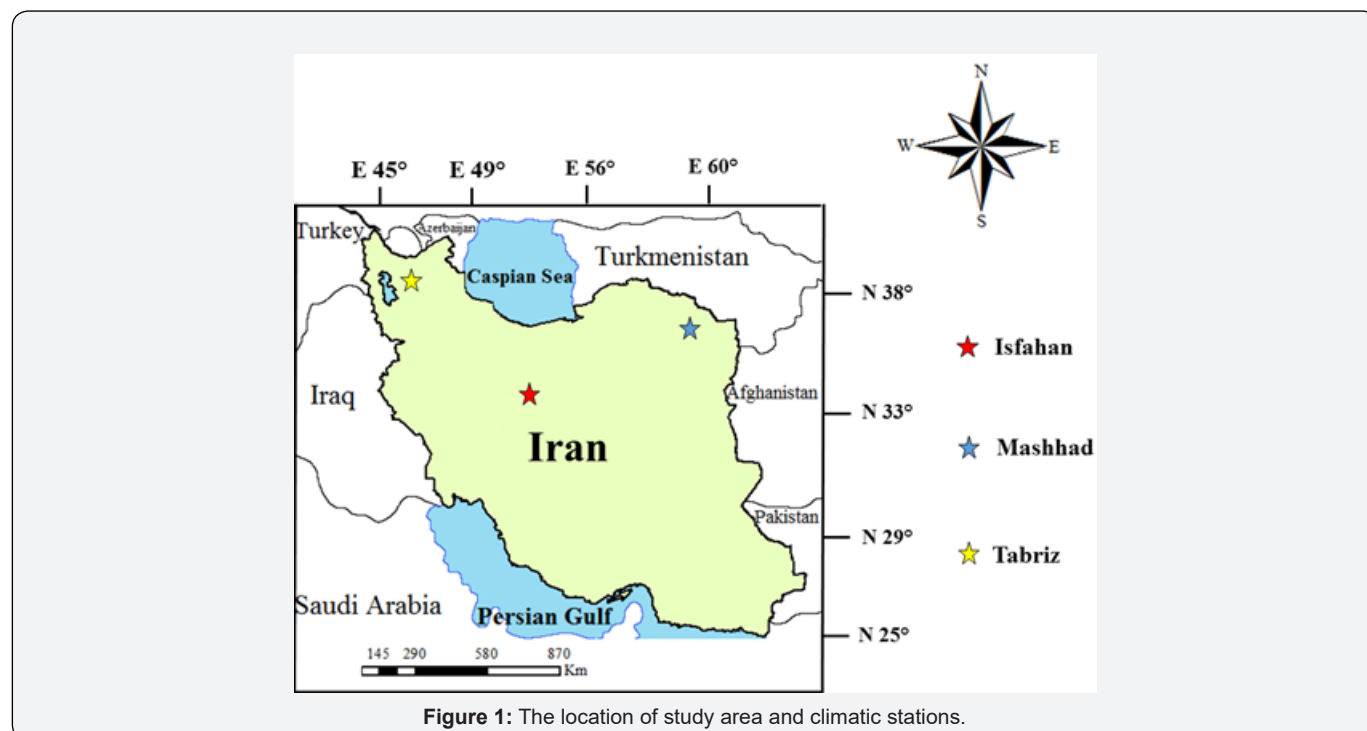 N
W E
S
E 45° E 49° E 56° E 60°
Turkey
Azerbaijan
Turkmenistan
Caspian Sea
N 38°
Isfahan
Iraq
Afghanistan
N 33°
Iran
Mashhad
Pakistan
N 29°
Tabriz
Saudi Arabia
Persian Gulf
N 25°
145 290 580 870
Km
Figure 1: The location of study area and climatic stations.